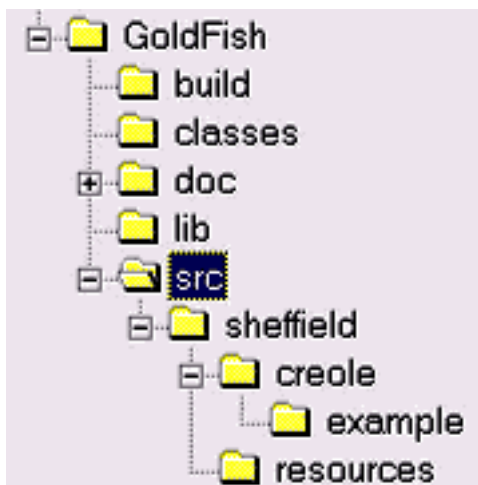 GoldFish
build
classes
doc
lib
src
sheffield
creole
example
resources